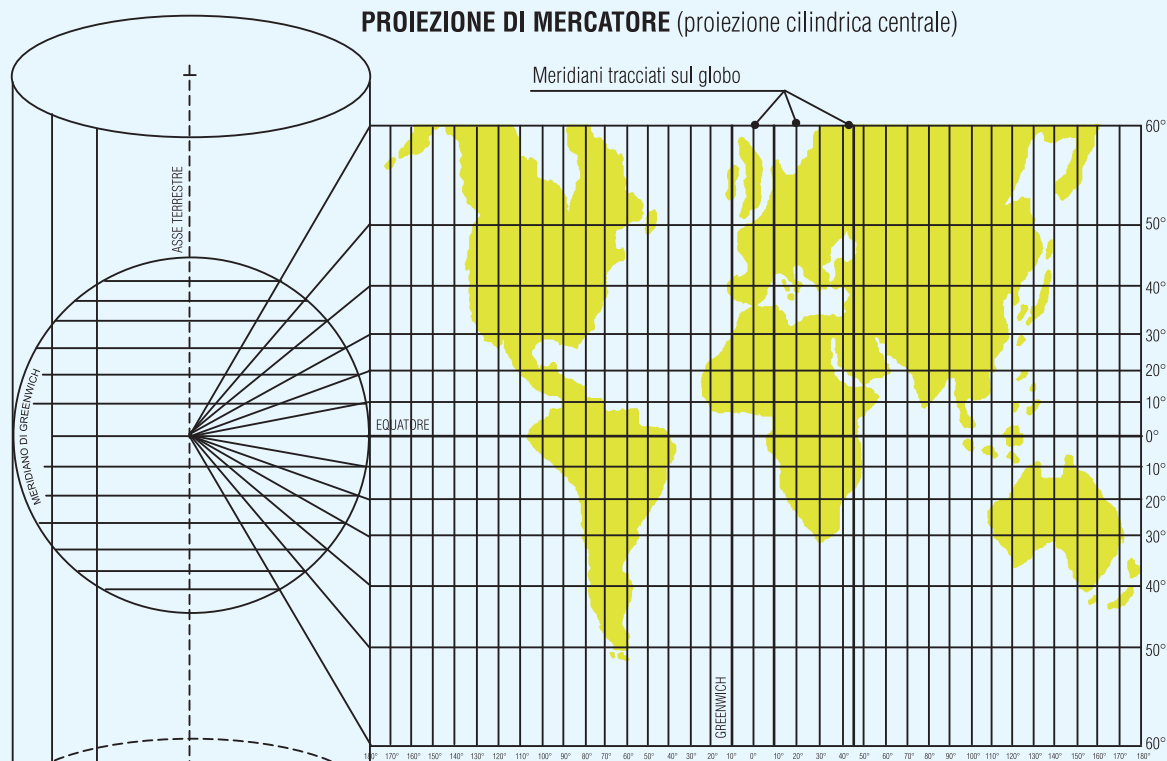 PROIEZIONE DI MERCATORE (proiezione cilindrica centrale)
Meridiani tracciati sul globo
ASSE TERRESTRE
MERIDIANO DI GREENWICH
EQUATORE
GREENWICH
60°
50°
40°
30°
20°
10°
0°
10°
20°
30°
40°
50°
60°
180° 170° 160° 150° 140° 130° 120° 110° 100° 90° 80° 70° 60° 50° 40° 30° 20° 10° 0° 10° 20° 30° 40° 50° 60° 70° 80° 90° 100° 110° 120° 130° 140° 150° 160° 170° 180°